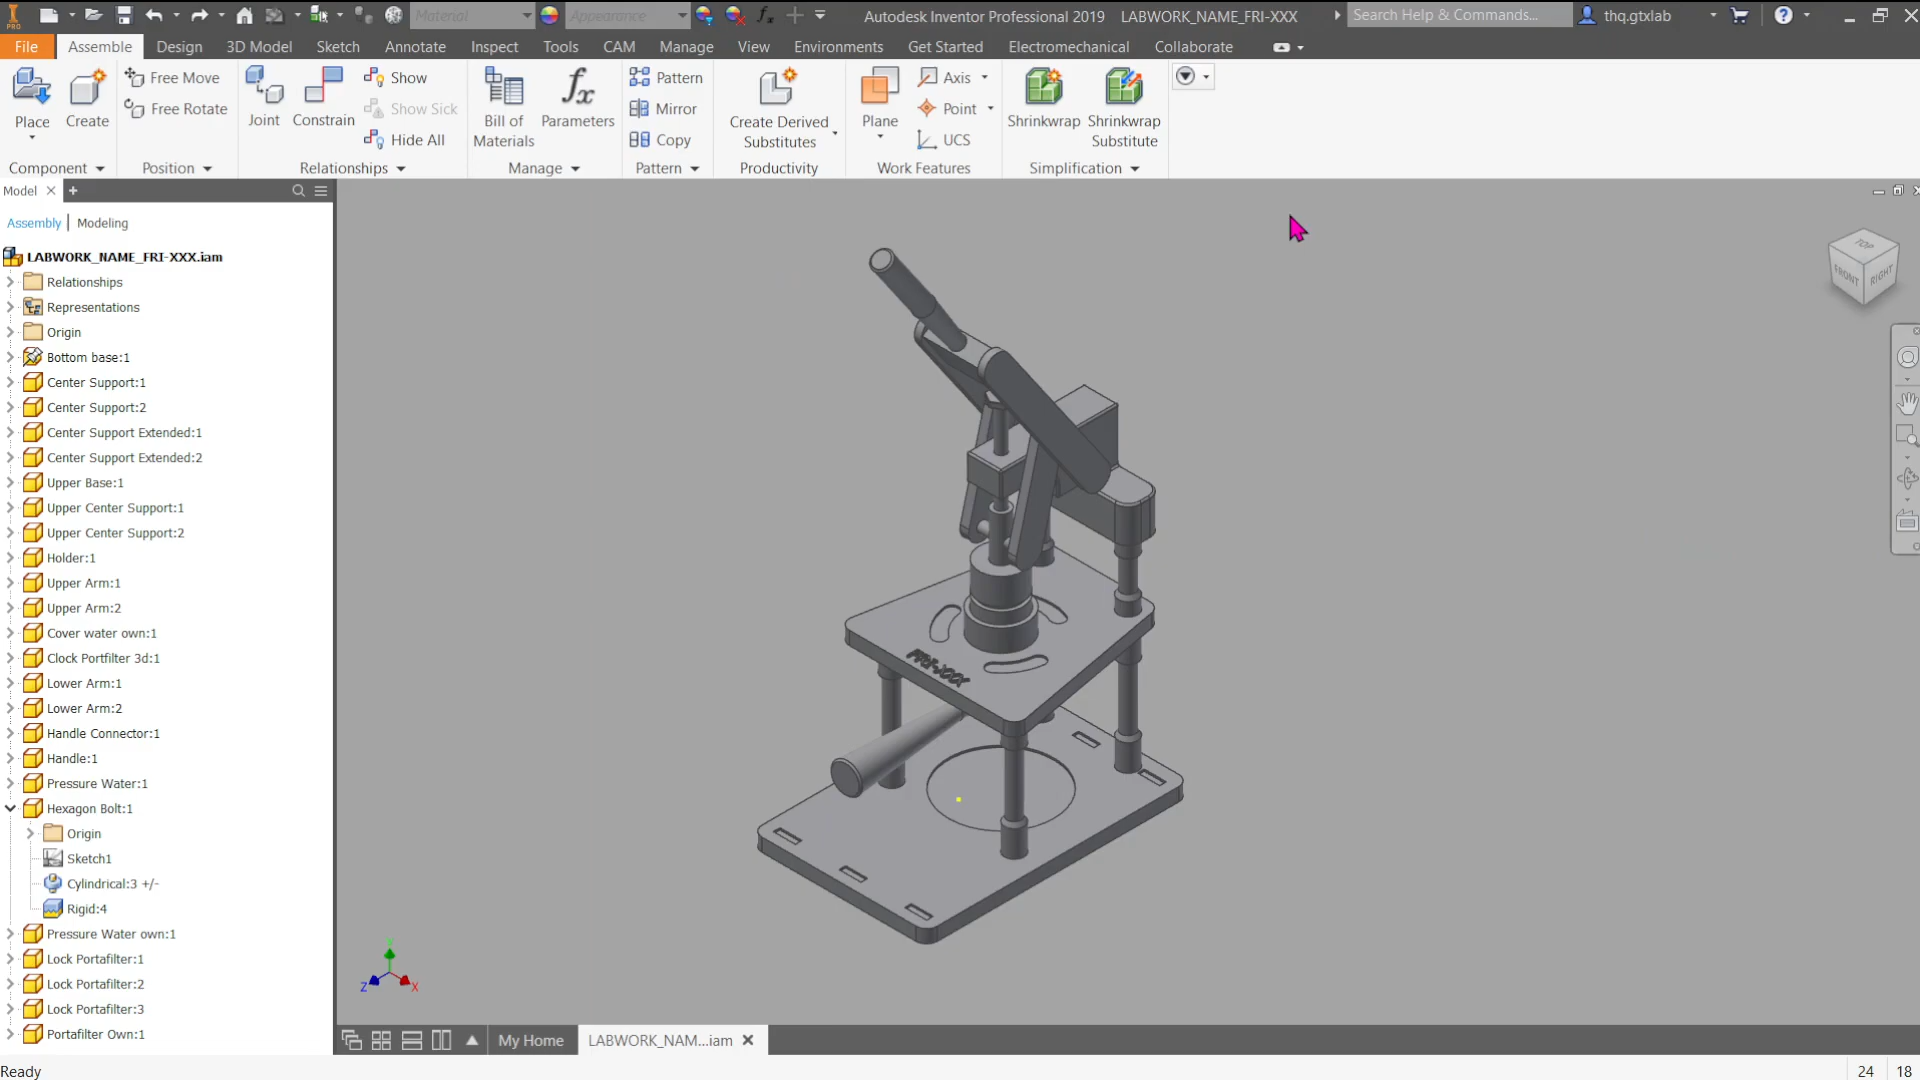 PRO
Material
Appearance
Autodesk Inventor Professional 2019 LABWORK_NAME_FRI-XXX
Search Help & Commands...
thq.gtxlab
File
Assemble
Design
3D Model
Sketch
Annotate
Inspect
Tools
CAM
Manage
View
Environments
Get Started
Electromechanical
Collaborate
Place
Create
Free Move
Free Rotate
Joint
Constrain
Show
Show Sick
Hide All
Bill of
Materials
Parameters
Pattern
Mirror
Copy
Create Derived
Substitutes
Plane
Axis
Point
UCS
Shrinkwrap
Shrinkwrap
Substitute
Component
Position
Relationships
Manage
Pattern
Productivity
Work Features
Simplification
Model
Assembly | Modeling
LABWORK_NAME_FRI-XXX.iam
Relationships
Representations
Origin
Bottom base:1
Center Support:1
Center Support:2
Center Support Extended:1
Center Support Extended:2
Upper Base:1
Upper Center Support:1
Upper Center Support:2
Holder:1
Upper Arm:1
Upper Arm:2
Cover water own:1
Clock Portfilter 3d:1
Lower Arm:1
Lower Arm:2
Handle Connector:1
Handle:1
Pressure Water:1
Hexagon Bolt:1
Origin
Sketch1
Cylindrical:3 +/-
Rigid:4
Pressure Water own:1
Lock Portafilter:1
Lock Portafilter:2
Lock Portafilter:3
Portafilter Own:1
TOP
FRONT
RIGHT
FRI-XXX
Y
Z
X
My Home
LABWORK_NAM...iam
Ready
24
18